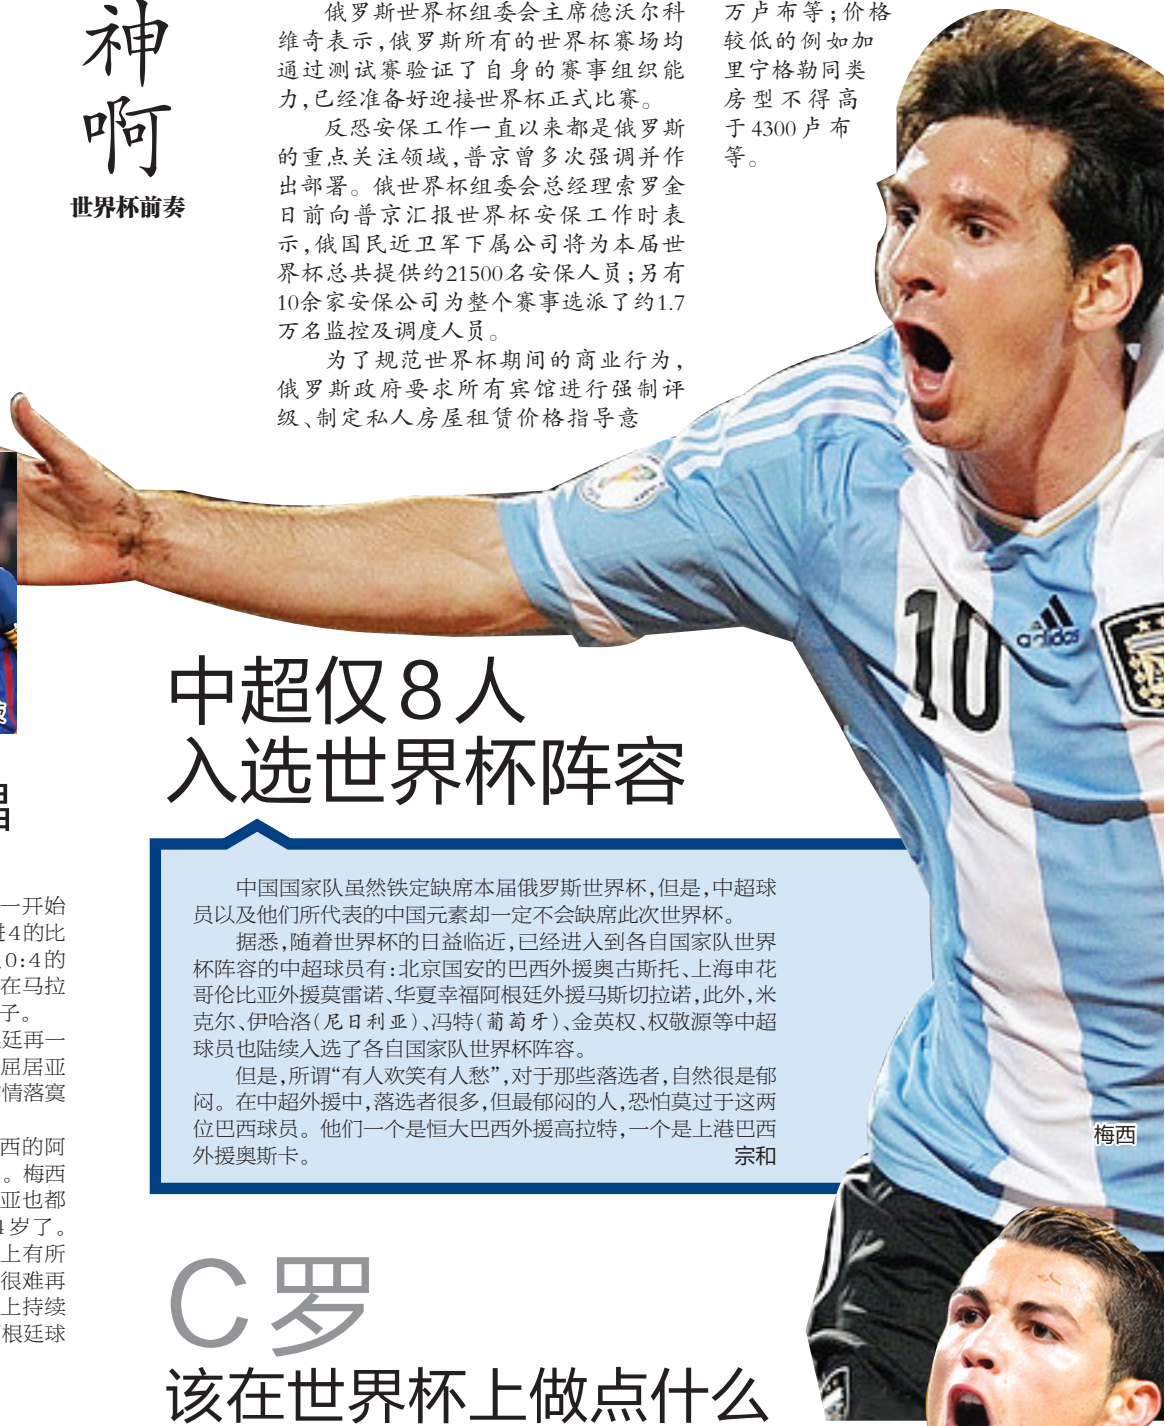 神
啊
世界杯前奏
俄罗斯世界杯组委会主席德沃尔科
维奇表示，俄罗斯所有的世界杯赛场均
通过测试赛验证了自身的赛事组织能
力，已经准备好迎接世界杯正式比赛。
反恐安保工作一直以来都是俄罗斯
的重点关注领域，普京曾多次强调并作
出部署。俄世界杯组委会总经理索罗金
日前向普京汇报世界杯安保工作时表
示，俄国民近卫军下属公司将为本届世
界杯总共提供约21500名安保人员；另有
10余家安保公司为整个赛事选派了约1.7
万名监控及调度人员。
为了规范世界杯期间的商业行为，
俄罗斯政府要求所有宾馆进行强制评
级、制定私人房屋租赁价格指导意
万卢布等；价格
较低的例如加
里宁格勒同类
房型不得高
于4300卢布
等。
10
adidas
中超仅8人
入选世界杯阵容
中国国家队虽然铁定缺席本届俄罗斯世界杯，但是，中超球
员以及他们所代表的中国元素却一定不会缺席此次世界杯。
据悉，随着世界杯的日益临近，已经进入到各自国家队世界
杯阵容的中超球员有：北京国安的巴西外援奥古斯托、上海申花
哥伦比亚外援莫雷诺、华夏幸福阿根廷外援马斯切拉诺，此外，米
克尔、伊哈洛（尼日利亚）、冯特（葡萄牙）、金英权、权敬源等中超
球员也陆续入选了各自国家队世界杯阵容。
但是，所谓“有人欢笑有人愁”，对于那些落选者，自然很是郁
闷。在中超外援中，落选者很多，但最郁闷的人，恐怕莫过于这两
位巴西球员。他们一个是恒大巴西外援高拉特，一个是上港巴西
外援奥斯卡。
宗和
梅西
一开始
进4的比
0:4的
在马拉
子。
廷再一
屈居亚
情落寞
西的阿
。梅西
亚也都
4岁了。
上有所
很难再
上持续
根廷球
C罗
该在世界杯上做点什么